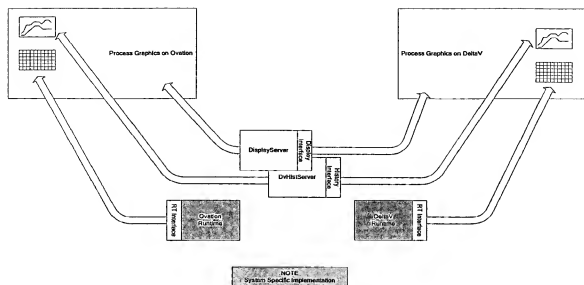 Process Graphics on Ovation
Process Graphics on DeltaV
DisplayServer
Display
Interface
DvHistServer
History
Interface
RT Interface
Ovation
Runtime
DeltaV
Runtime
RT Interface
NOTE
System Specific Implementation